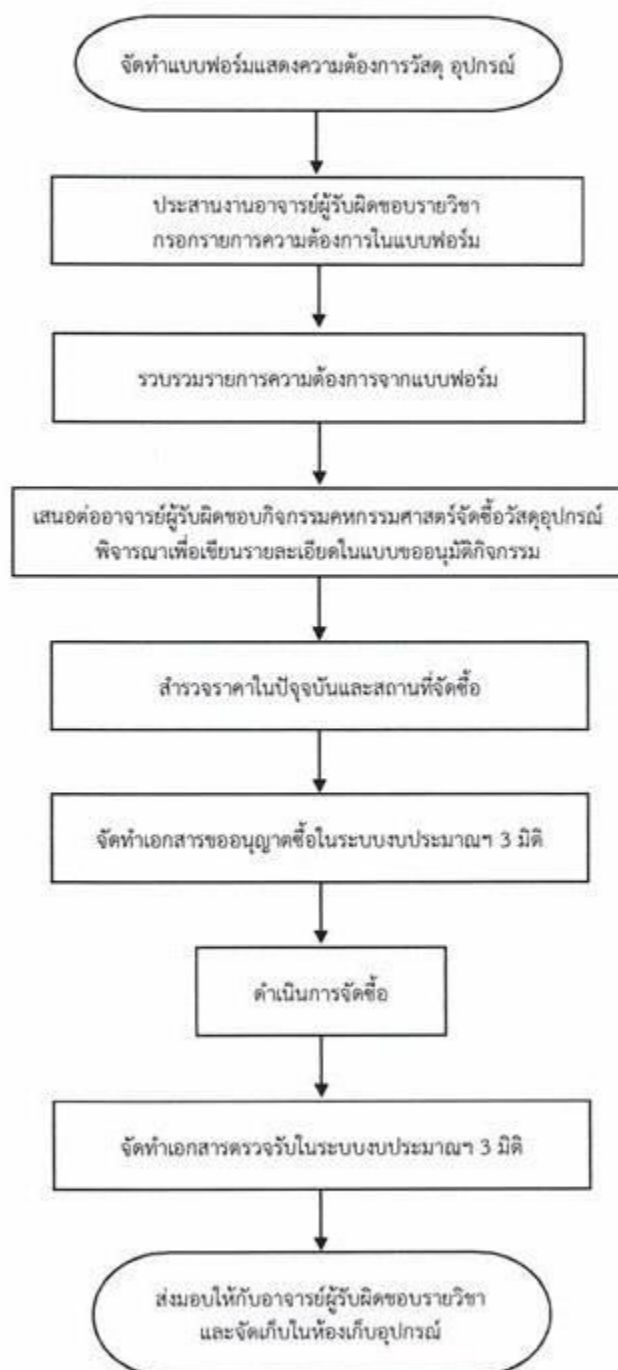 จัดทำแบบฟอร์มแสดงความต้องการวัสดุ อุปกรณ์
ประสานงานอาจารย์ผู้รับผิดชอบรายวิชา
กรอกรายการความต้องการในแบบฟอร์ม
รวบรวมรายการความต้องการจากแบบฟอร์ม
เสนอต่ออาจารย์ผู้รับผิดชอบกิจกรรมคหกรรมศาสตร์จัดซื้อวัสดุอุปกรณ์
พิจารณาเพื่อเขียนรายละเอียดในแบบขออนุมัติกิจกรรม
สำรวจราคาในปัจจุบันและสถานที่จัดซื้อ
จัดทำเอกสารขออนุญาตซื้อในระบบงบประมาณฯ 3 มิติ
ดำเนินการจัดซื้อ
จัดทำเอกสารตรวจรับในระบบงบประมาณฯ 3 มิติ
ส่งมอบให้กับอาจารย์ผู้รับผิดชอบรายวิชา
และจัดเก็บในห้องเก็บอุปกรณ์